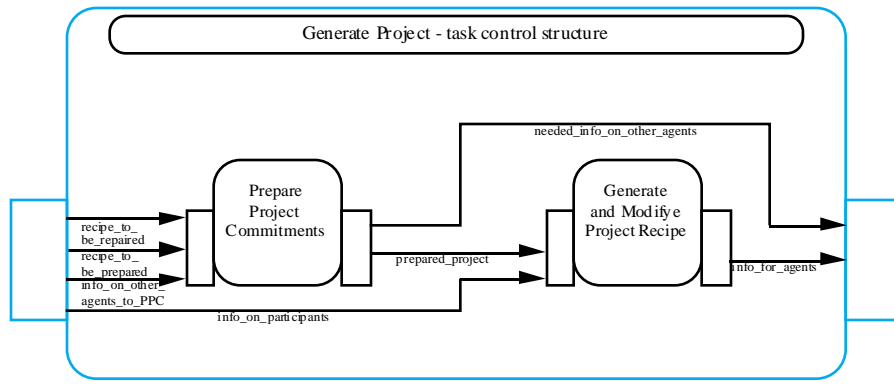 Generate Project - task control structure
needed_info_on_other_agents
Prepare
Project
Commitments
Generate
and Modifye
Project Recipe
recipe_to_
be_repaired
recipe_to_
be_prepared
info_on_other_
agents_to_PPC
prepared_project
info_for_agents
info_on_participants